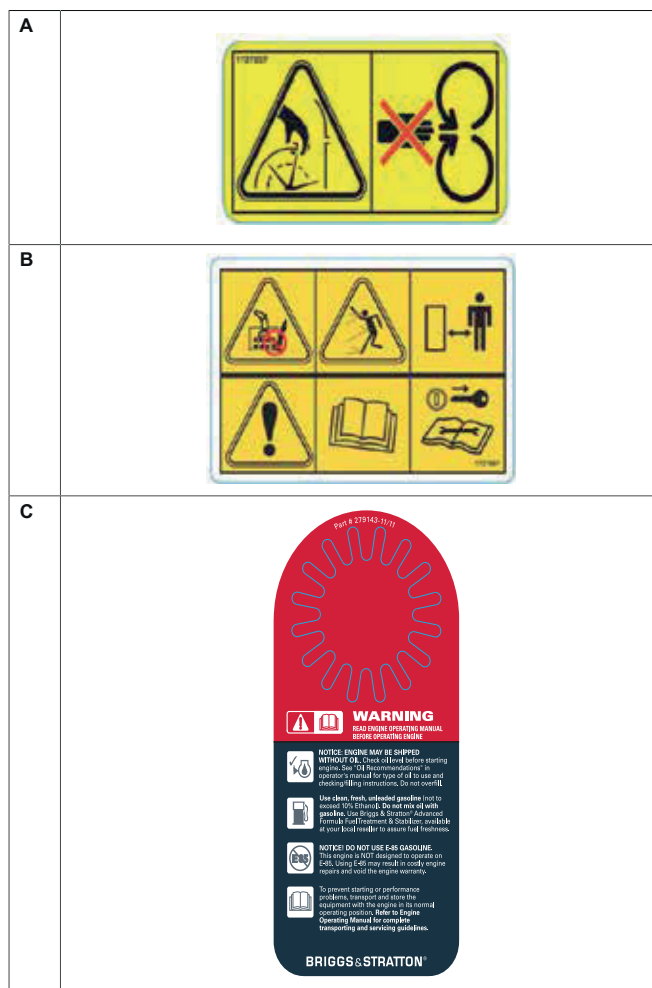 A
B
C
Part # 279143-11/11
WARNING
READ ENGINE OPERATING MANUAL
BEFORE OPERATING ENGINE
NOTICE: ENGINE MAY BE SHIPPED
WITHOUT OIL. Check oil level before starting
engine. See "Oil Recommendations" in
operator's manual for type of oil to use and
checking/filling instructions. Do not overfill.
Use clean, fresh, unleaded gasoline (not to
exceed 10% Ethanol). Do not mix oil with
gasoline. Use Briggs & Stratton® Advanced
Formula Fuel Treatment & Stabilizer, available
at your local reseller to assure fuel freshness.
E85
NOTICE! DO NOT USE E-85 GASOLINE.
This engine is NOT designed to operate on
E-85. Using E-85 may result in costly engine
repairs and void the engine warranty.
To prevent starting or performance
problems, transport and store the
equipment with the engine in its normal
operating position. Refer to Engine
Operating Manual for complete
transporting and servicing guidelines.
BRIGGS&STRATTON®